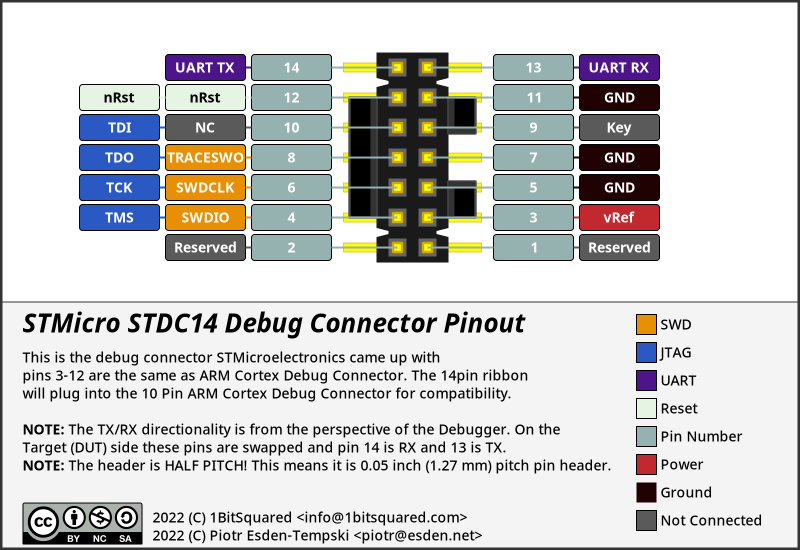 UART TX 14 13 UART RX
nRst nRst 12 11 GND
TDI NC 10 9 Key
TDO TRACESWO 8 7 GND
TCK SWDCLK 6 5 GND
TMS SWDIO 4 3 vRef
Reserved 2 1 Reserved
STMicro STDC14 Debug Connector Pinout
This is the debug connector STMicroelectronics came up with
pins 3-12 are the same as ARM Cortex Debug Connector. The 14pin ribbon
will plug into the 10 Pin ARM Cortex Debug Connector for compatibility.
NOTE: The TX/RX directionality is from the perspective of the Debugger. On the
Target (DUT) side these pins are swapped and pin 14 is RX and 13 is TX.
NOTE: The header is HALF PITCH! This means it is 0.05 inch (1.27 mm) pitch pin header.
SWD
JTAG
UART
Reset
Pin Number
Power
Ground
Not Connected
cc BY NC SA
2022 (C) 1BitSquared <info@1bitsquared.com>
2022 (C) Piotr Esden-Tempski <piotr@esden.net>